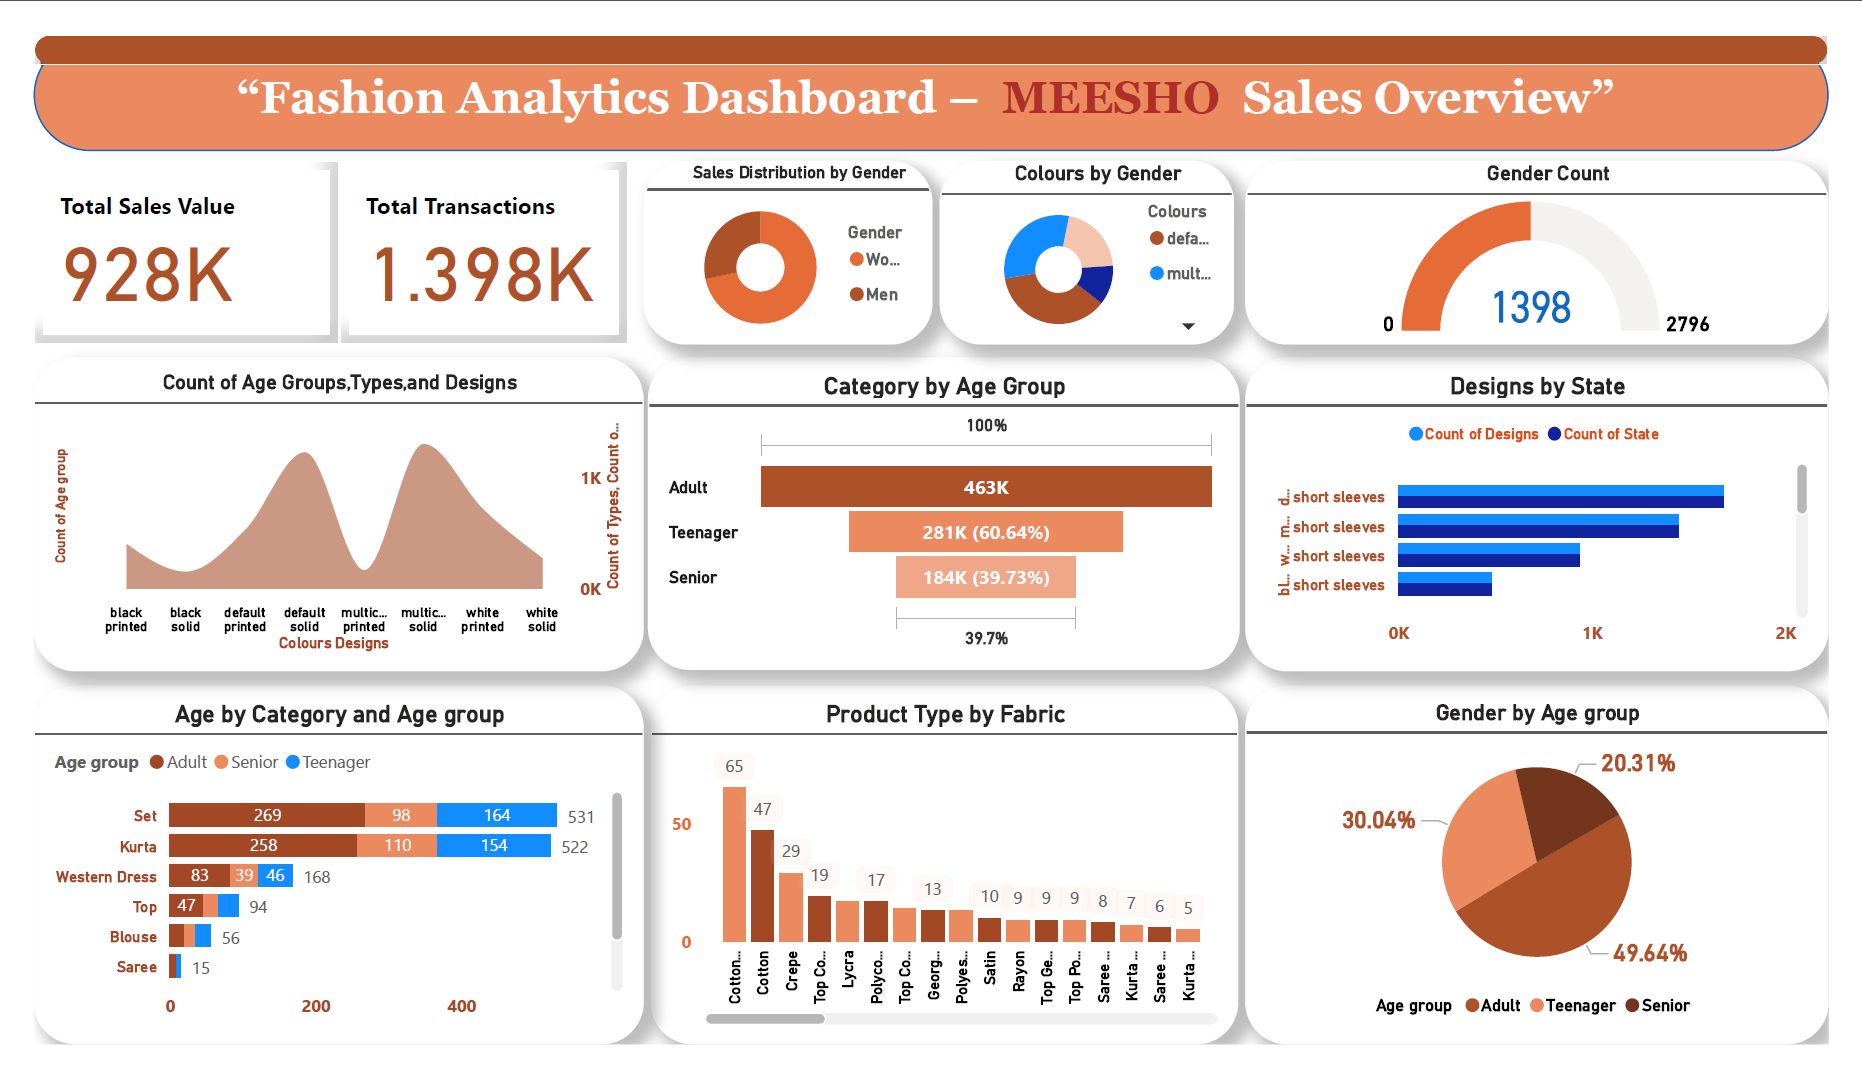 “Fashion Analytics Dashboard – MEESHO Sales Overview”
Total Sales Value
928K
Total Transactions
1.398K
Sales Distribution by Gender
Gender
Wo...
Men
Colours by Gender
Colours
defa...
mult...
Gender Count
1398
0
2796
Count of Age Groups,Types,and Designs
Count of Age group
1K
0K
Count of Types, Count o...
black printed
black solid
default printed
default solid
multic... printed
multic... solid
white printed
white solid
Colours Designs
Category by Age Group
100%
Adult
463K
Teenager
281K (60.64%)
Senior
184K (39.73%)
39.7%
Designs by State
Count of Designs
Count of State
d... short sleeves
m... short sleeves
w... short sleeves
bl... short sleeves
0K
1K
2K
Age by Category and Age group
Age group
Adult
Senior
Teenager
Set 269 98 164 531
Kurta 258 110 154 522
Western Dress 83 39 46 168
Top 47 94
Blouse 56
Saree 15
0
200
400
Product Type by Fabric
50
0
65
47
29
19
17
13
10
9
9
9
8
7
6
5
Cotton...
Cotton
Crepe
Top Co...
Lycra
Polyco...
Top Co...
Georg...
Polyes...
Satin
Rayon
Top Ge...
Top Po...
Saree ...
Kurta ...
Saree ...
Kurta ...
Gender by Age group
20.31%
30.04%
49.64%
Age group
Adult
Teenager
Senior